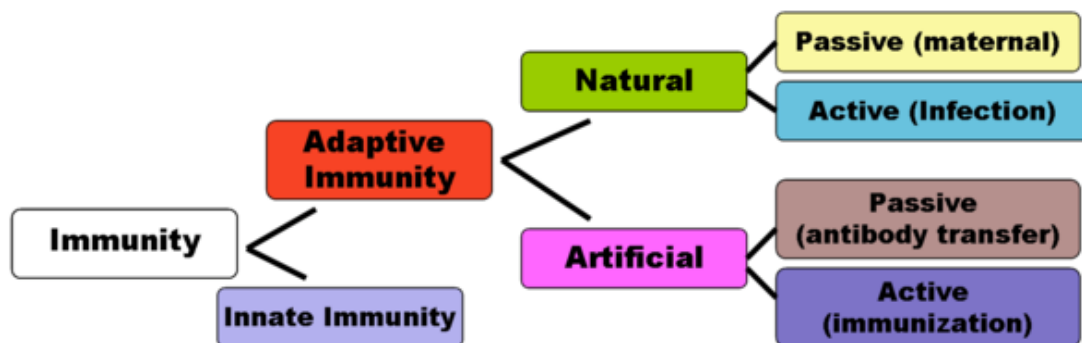 Immunity
Adaptive
Immunity
Innate Immunity
Natural
Artificial
Passive (maternal)
Active (Infection)
Passive
(antibody transfer)
Active
(immunization)